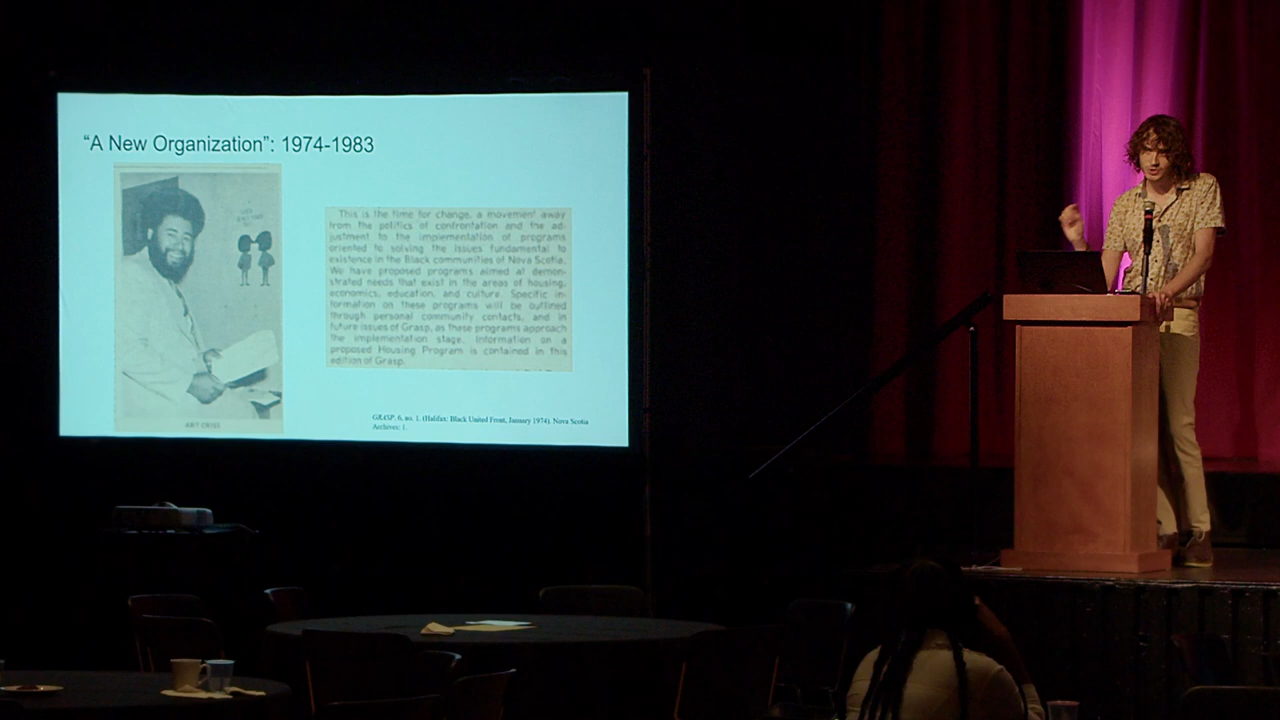 “A New Organization”: 1974-1983
This is the time for change, a movement away
from the politics of confrontation and the ad-
justment to the implementation of programs
oriented to solving the issues fundamental to
existence in the Black communities of Nova Scotia.
We have proposed programs aimed at demon-
strated needs that exist in the areas of housing,
economics, education, and culture. Specific in-
formation on these programs will be outlined
through personal community contacts, and in
future issues of Grasp, as these programs approach
the implementation stage. Information on a
proposed Housing Program is contained in this
edition of Grasp.
ART CRISS
GRASP, 6, no. 1. (Halifax: Black United Front, January 1974). Nova Scotia
Archives: 1.